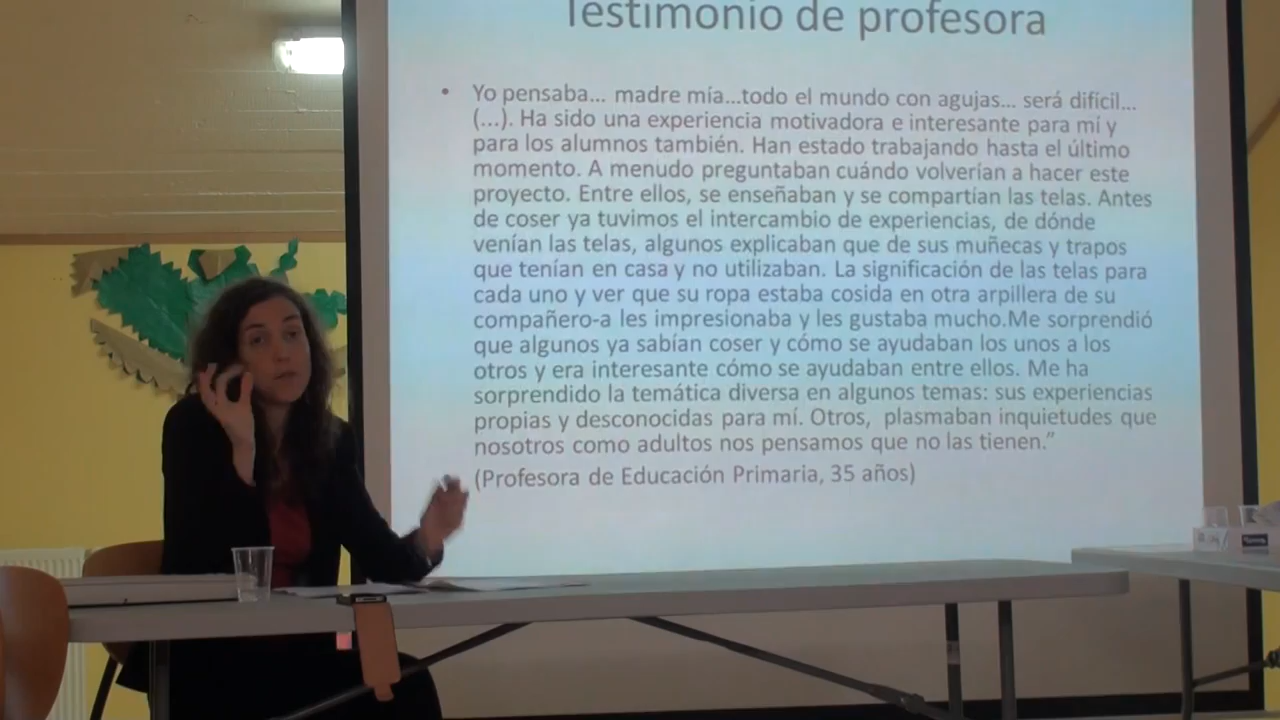 Testimonio de profesora
• Yo pensaba... madre mía...todo el mundo con agujas... será difícil...
(...). Ha sido una experiencia motivadora e interesante para mí y
para los alumnos también. Han estado trabajando hasta el último
momento. A menudo preguntaban cuándo volverían a hacer este
proyecto. Entre ellos, se enseñaban y se compartían las telas. Antes
de coser ya tuvimos el intercambio de experiencias, de dónde
venían las telas, algunos explicaban que de sus muñecas y trapos
que tenían en casa y no utilizaban. La significación de las telas para
cada uno y ver que su ropa estaba cosida en otra arpillera de su
compañero-a les impresionaba y les gustaba mucho.Me sorprendió
que algunos ya sabían coser y cómo se ayudaban los unos a los
otros y era interesante cómo se ayudaban entre ellos. Me ha
sorprendido la temática diversa en algunos temas: sus experiencias
propias y desconocidas para mí. Otros, plasmaban inquietudes que
nosotros como adultos nos pensamos que no las tienen.”
(Profesora de Educación Primaria, 35 años)